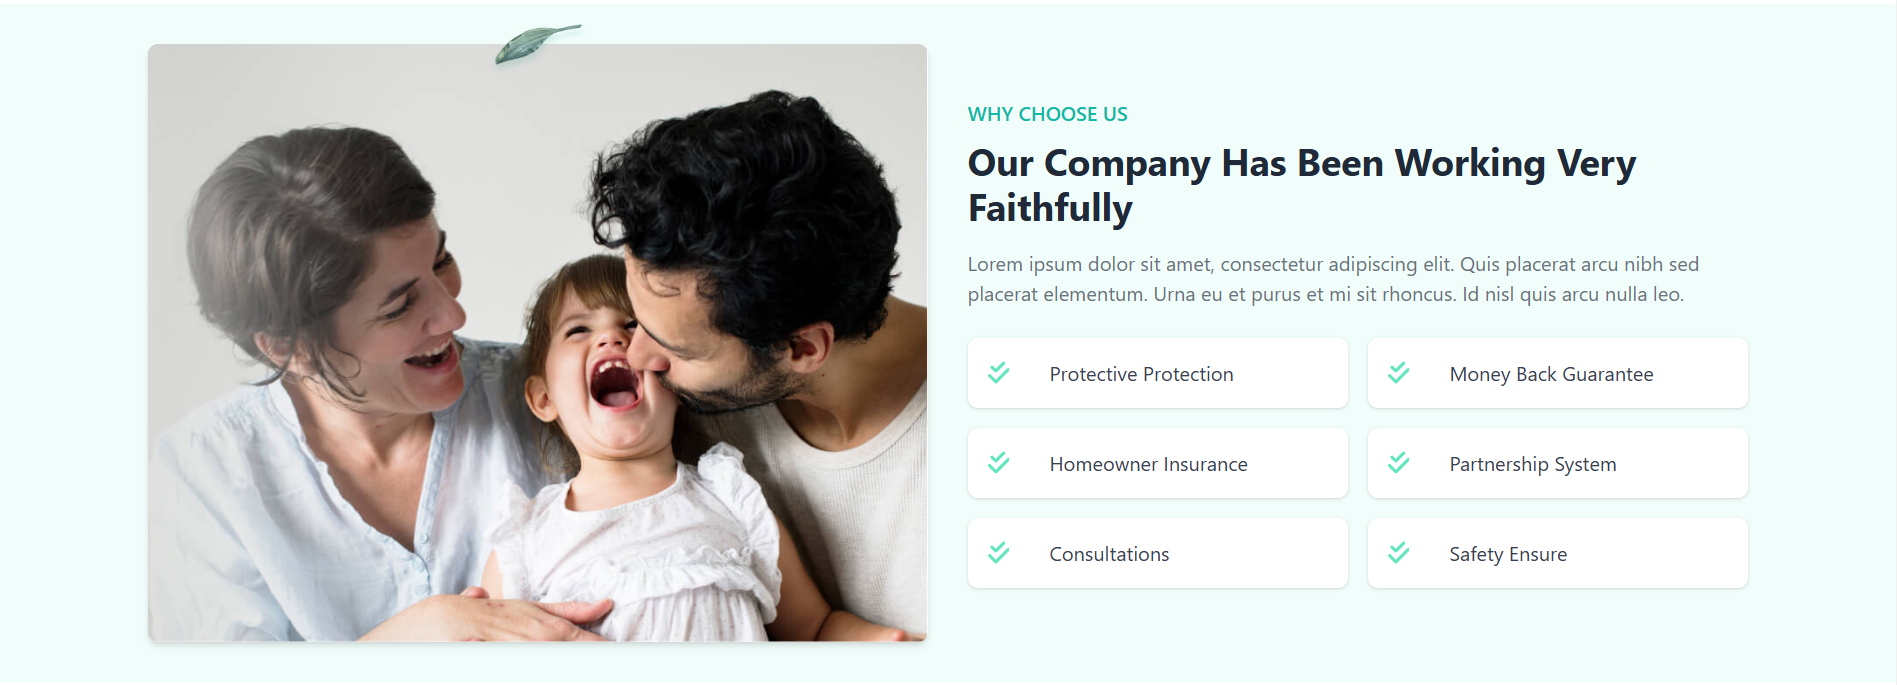 WHY CHOOSE US
Our Company Has Been Working Very
Faithfully
Lorem ipsum dolor sit amet, consectetur adipiscing elit. Quis placerat arcu nibh sed
placerat elementum. Urna eu et purus et mi sit rhoncus. Id nisl quis arcu nulla leo.
Protective Protection
Money Back Guarantee
Homeowner Insurance
Partnership System
Consultations
Safety Ensure